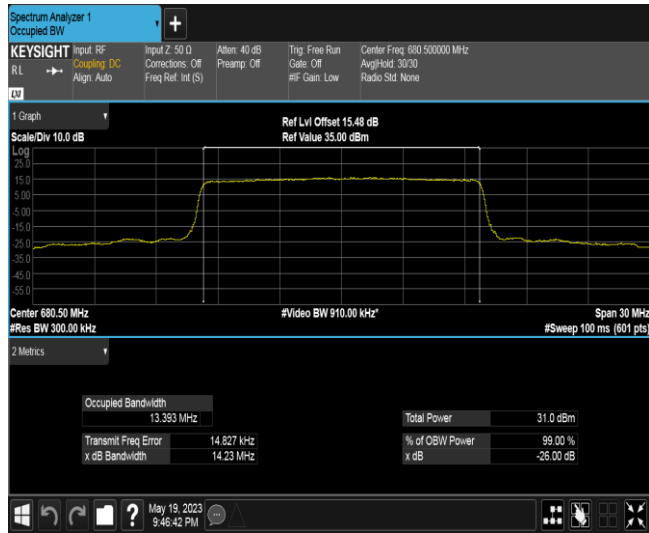 Spectrum Analyzer 1
Occupied BW
+
KEYSIGHT
RL
LXI
Input: RF
Coupling: DC
Align: Auto
Input Z: 50 Ω
Corrections: Off
Freq Ref: Int (S)
Atten: 40 dB
Preamp: Off
Trig: Free Run
Gate: Off
#IF Gain: Low
Center Freq: 680.500000 MHz
Avg|Hold: 30/30
Radio Std: None
1 Graph
Scale/Div 10.0 dB
Ref Lvl Offset 15.48 dB
Ref Value 35.00 dBm
Log
25.0
15.0
5.00
-5.00
-15.0
-25.0
-35.0
-45.0
-55.0
Center 680.50 MHz
#Video BW 910.00 kHz*
Span 30 MHz
#Res BW 300.00 kHz
#Sweep 100 ms (601 pts)
2 Metrics
Occupied Bandwidth
13.393 MHz
Total Power 31.0 dBm
Transmit Freq Error 14.827 kHz
% of OBW Power 99.00 %
x dB Bandwidth 14.23 MHz
x dB -26.00 dB
?
May 19, 2023
9:46:42 PM